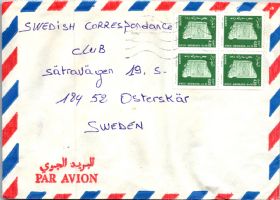 SWEDISH CORRESPONDANCE
CLUB
sätravägen 19. S-
184 52 Österskär
SWEDEN
البريد الجوي
PAR AVION